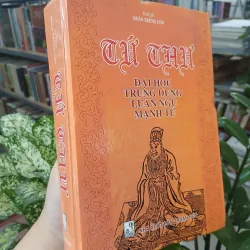 TỨ THƯ
ĐẠI HỌC
TRUNG DUNG
LUẬN NGỮ
MẠNH TỬ
TỨ THƯ